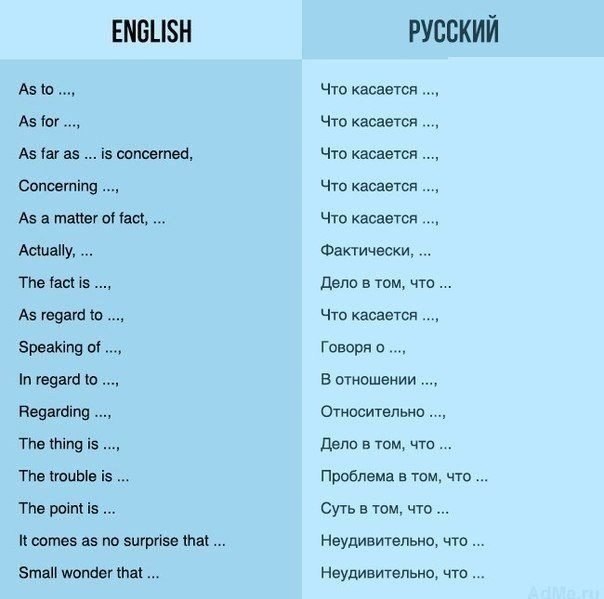 ENGLISH РУССКИЙ
As to ..., Что касается ...,
As for ..., Что касается ...,
As far as ... is concerned, Что касается ...,
Concerning ..., Что касается ...,
As a matter of fact, ... Что касается ...,
Actually, ... Фактически, ...
The fact is ..., Дело в том, что ...
As regard to ..., Что касается ...,
Speaking of ..., Говоря о ...,
In regard to ..., В отношении ...,
Regarding ..., Относительно ...,
The thing is ..., Дело в том, что ...
The trouble is ... Проблема в том, что ...
The point is ... Суть в том, что ...
It comes as no surprise that ... Неудивительно, что ...
Small wonder that ... Неудивительно, что ...
AdMe.ru